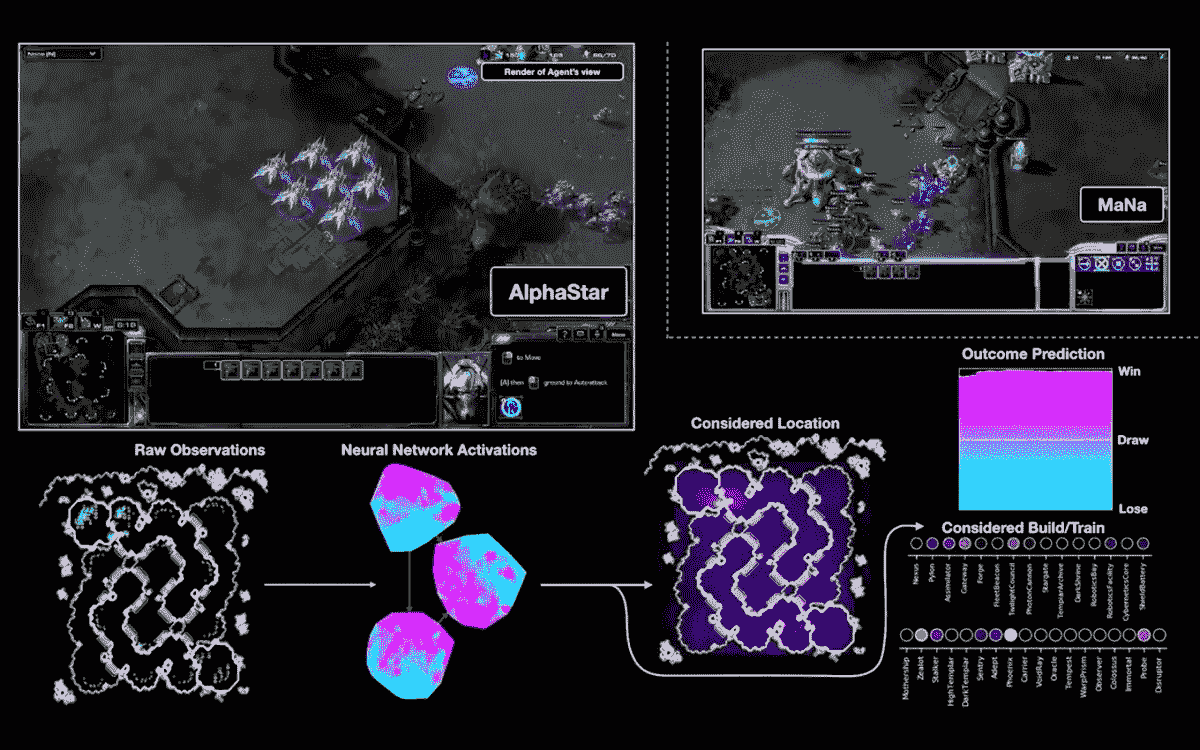 Render of Agent's view
AlphaStar
F1
F2
W
to Move
[A] then
ground to Autoattack
MaNa
Raw Observations
Neural Network Activations
Considered Location
Outcome Prediction
Win
Draw
Lose
Considered Build/Train
Nexus
Pylon
Assimilator
Gateway
Forge
FleetBeacon
TwilightCouncil
PhotonCannon
Stargate
TemplarArchive
DarkShrine
RoboticsBay
RoboticsFacility
CyberneticsCore
ShieldBattery
Mothership
Zealot
Stalker
HighTemplar
DarkTemplar
Sentry
Adept
Phoenix
Carrier
VoidRay
Oracle
Tempest
WarpPrism
Observer
Colossus
Immortal
Probe
Disruptor